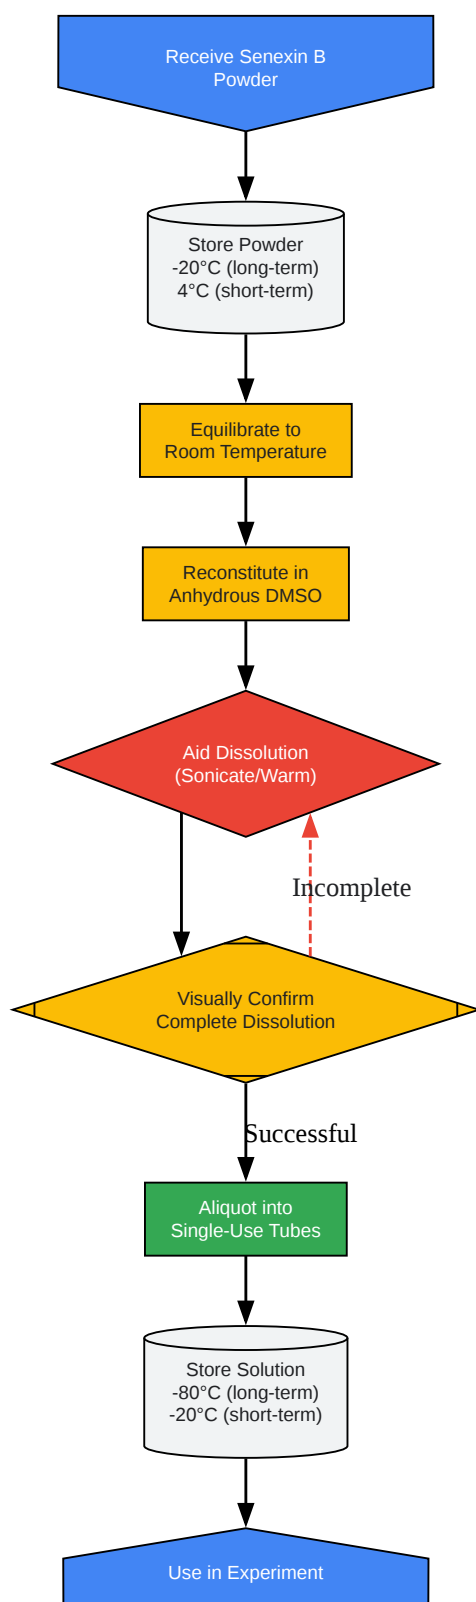 Receive Senexin B
Powder
Store Powder
-20°C (long-term)
4°C (short-term)
Equilibrate to
Room Temperature
Reconstitute in
Anhydrous DMSO
Aid Dissolution
(Sonicate/Warm)
Incomplete
Visually Confirm
Complete Dissolution
Successful
Aliquot into
Single-Use Tubes
Store Solution
-80°C (long-term)
-20°C (short-term)
Use in Experiment